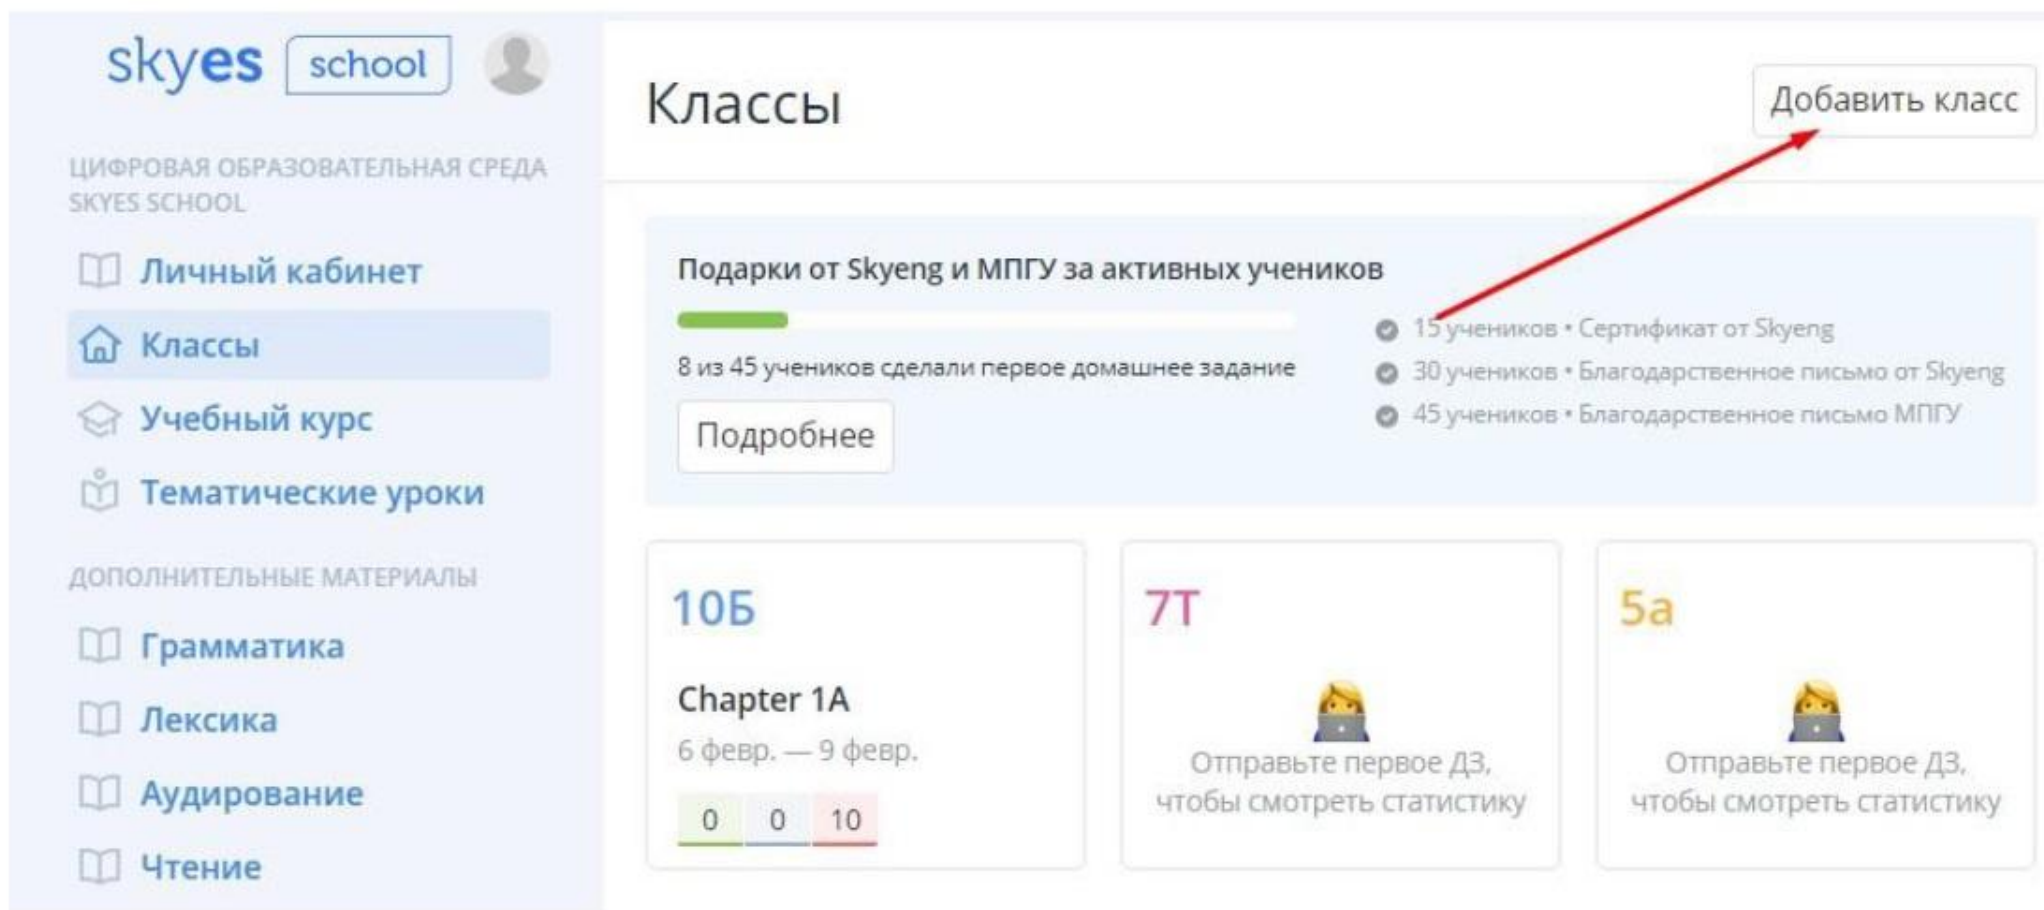 skyes school
ЦИФРОВАЯ ОБРАЗОВАТЕЛЬНАЯ СРЕДА
SKYES SCHOOL
Личный кабинет
Классы
Учебный курс
Тематические уроки
ДОПОЛНИТЕЛЬНЫЕ МАТЕРИАЛЫ
Грамматика
Лексика
Аудирование
Чтение
Классы
Добавить класс
Подарки от Skyeng и МПГУ за активных учеников
8 из 45 учеников сделали первое домашнее задание
Подробнее
15 учеников • Сертификат от Skyeng
30 учеников • Благодарственное письмо от Skyeng
45 учеников • Благодарственное письмо МПГУ
10Б
Chapter 1A
6 февр. — 9 февр.
0 0 10
7Т
Отправьте первое ДЗ,
чтобы смотреть статистику
5а
Отправьте первое ДЗ,
чтобы смотреть статистику